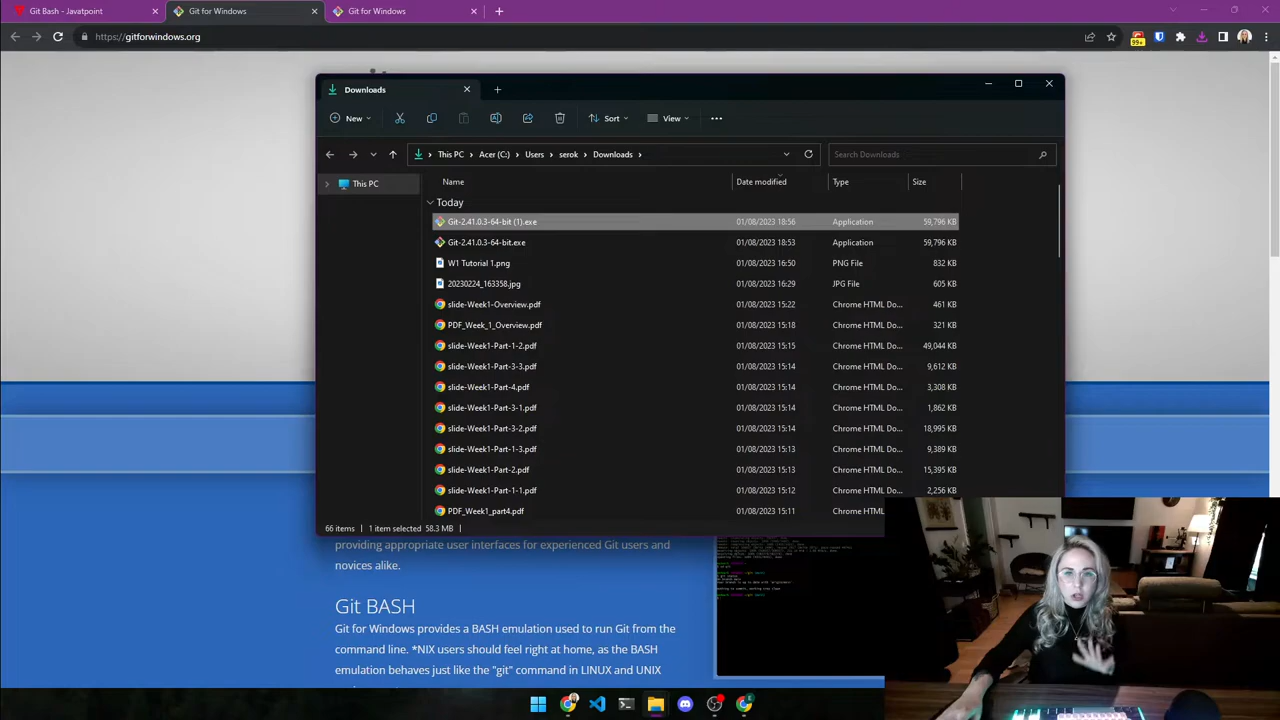 Git Bash - Javatpoint
Git for Windows
Git for Windows
https://gitforwindows.org
99+
Downloads
New
Sort
View
This PC
Acer (C:)
Users
serok
Downloads
Search Downloads
This PC
Name
Date modified
Type
Size
Today
Git-2.41.0.3-64-bit (1).exe 01/08/2023 18:56 Application 59,796 KB
Git-2.41.0.3-64-bit.exe 01/08/2023 18:53 Application 59,796 KB
W1 Tutorial 1.png 01/08/2023 16:50 PNG File 832 KB
20230224_163358.jpg 01/08/2023 16:29 JPG File 605 KB
slide-Week1-Overview.pdf 01/08/2023 15:22 Chrome HTML Do... 461 KB
PDF_Week_1_Overview.pdf 01/08/2023 15:18 Chrome HTML Do... 321 KB
slide-Week1-Part-1-2.pdf 01/08/2023 15:15 Chrome HTML Do... 49,044 KB
slide-Week1-Part-3-3.pdf 01/08/2023 15:14 Chrome HTML Do... 9,612 KB
slide-Week1-Part-4.pdf 01/08/2023 15:14 Chrome HTML Do... 3,308 KB
slide-Week1-Part-3-1.pdf 01/08/2023 15:14 Chrome HTML Do... 1,862 KB
slide-Week1-Part-3-2.pdf 01/08/2023 15:14 Chrome HTML Do... 18,995 KB
slide-Week1-Part-1-3.pdf 01/08/2023 15:13 Chrome HTML Do... 9,389 KB
slide-Week1-Part-2.pdf 01/08/2023 15:13 Chrome HTML Do... 15,395 KB
slide-Week1-Part-1-1.pdf 01/08/2023 15:12 Chrome HTML Do... 2,256 KB
PDF_Week1_part4.pdf 01/08/2023 15:11
66 items 1 item selected 58.3 MB
providing appropriate user interfaces for experienced Git users and
novices alike.
Git BASH
Git for Windows provides a BASH emulation used to run Git from the
command line. *NIX users should feel right at home, as the BASH
emulation behaves just like the "git" command in LINUX and UNIX